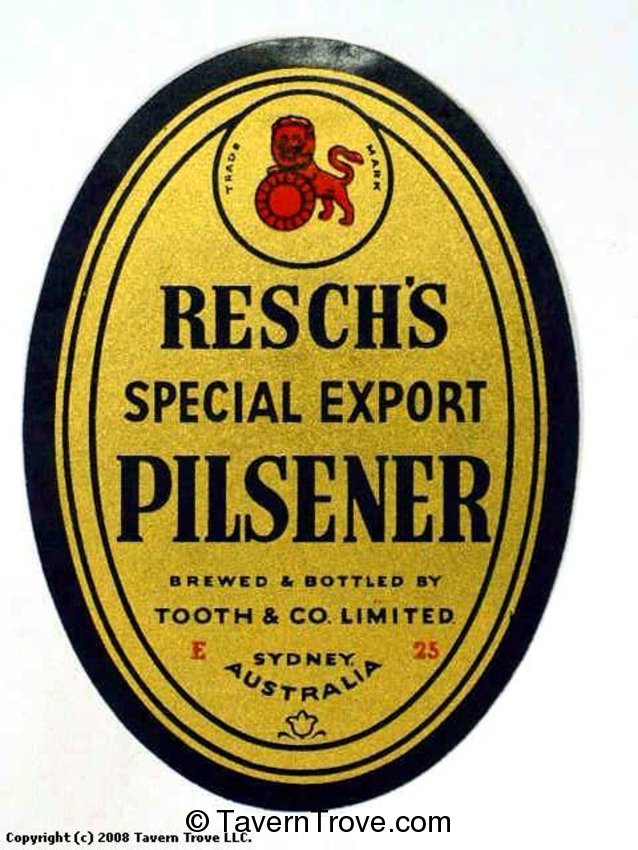 TRADE MARK
RESCH'S
SPECIAL EXPORT
PILSENER
BREWED & BOTTLED BY
TOOTH & CO. LIMITED.
E 25
SYDNEY,
AUSTRALIA
Copyright (c) 2008 Tavern Trove LLC.
© TavernTrove.com